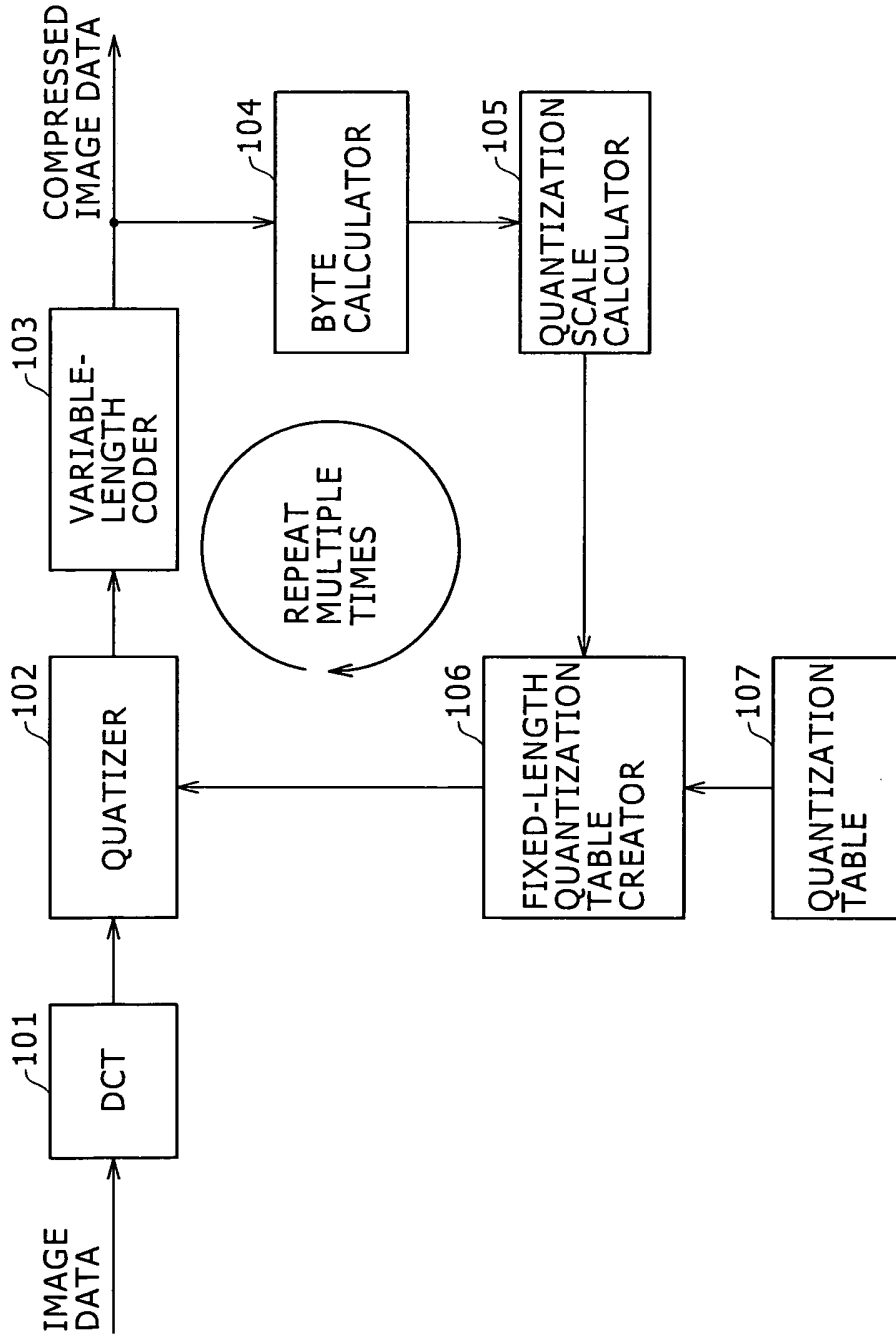 IMAGE
DATA
101
DCT
102
QUATIZER
103
VARIABLE-
LENGTH
CODER
COMPRESSED
IMAGE DATA
104
BYTE
CALCULATOR
105
QUANTIZATION
SCALE
CALCULATOR
REPEAT
MULTIPLE
TIMES
106
FIXED-LENGTH
QUANTIZATION
TABLE
CREATOR
107
QUANTIZATION
TABLE